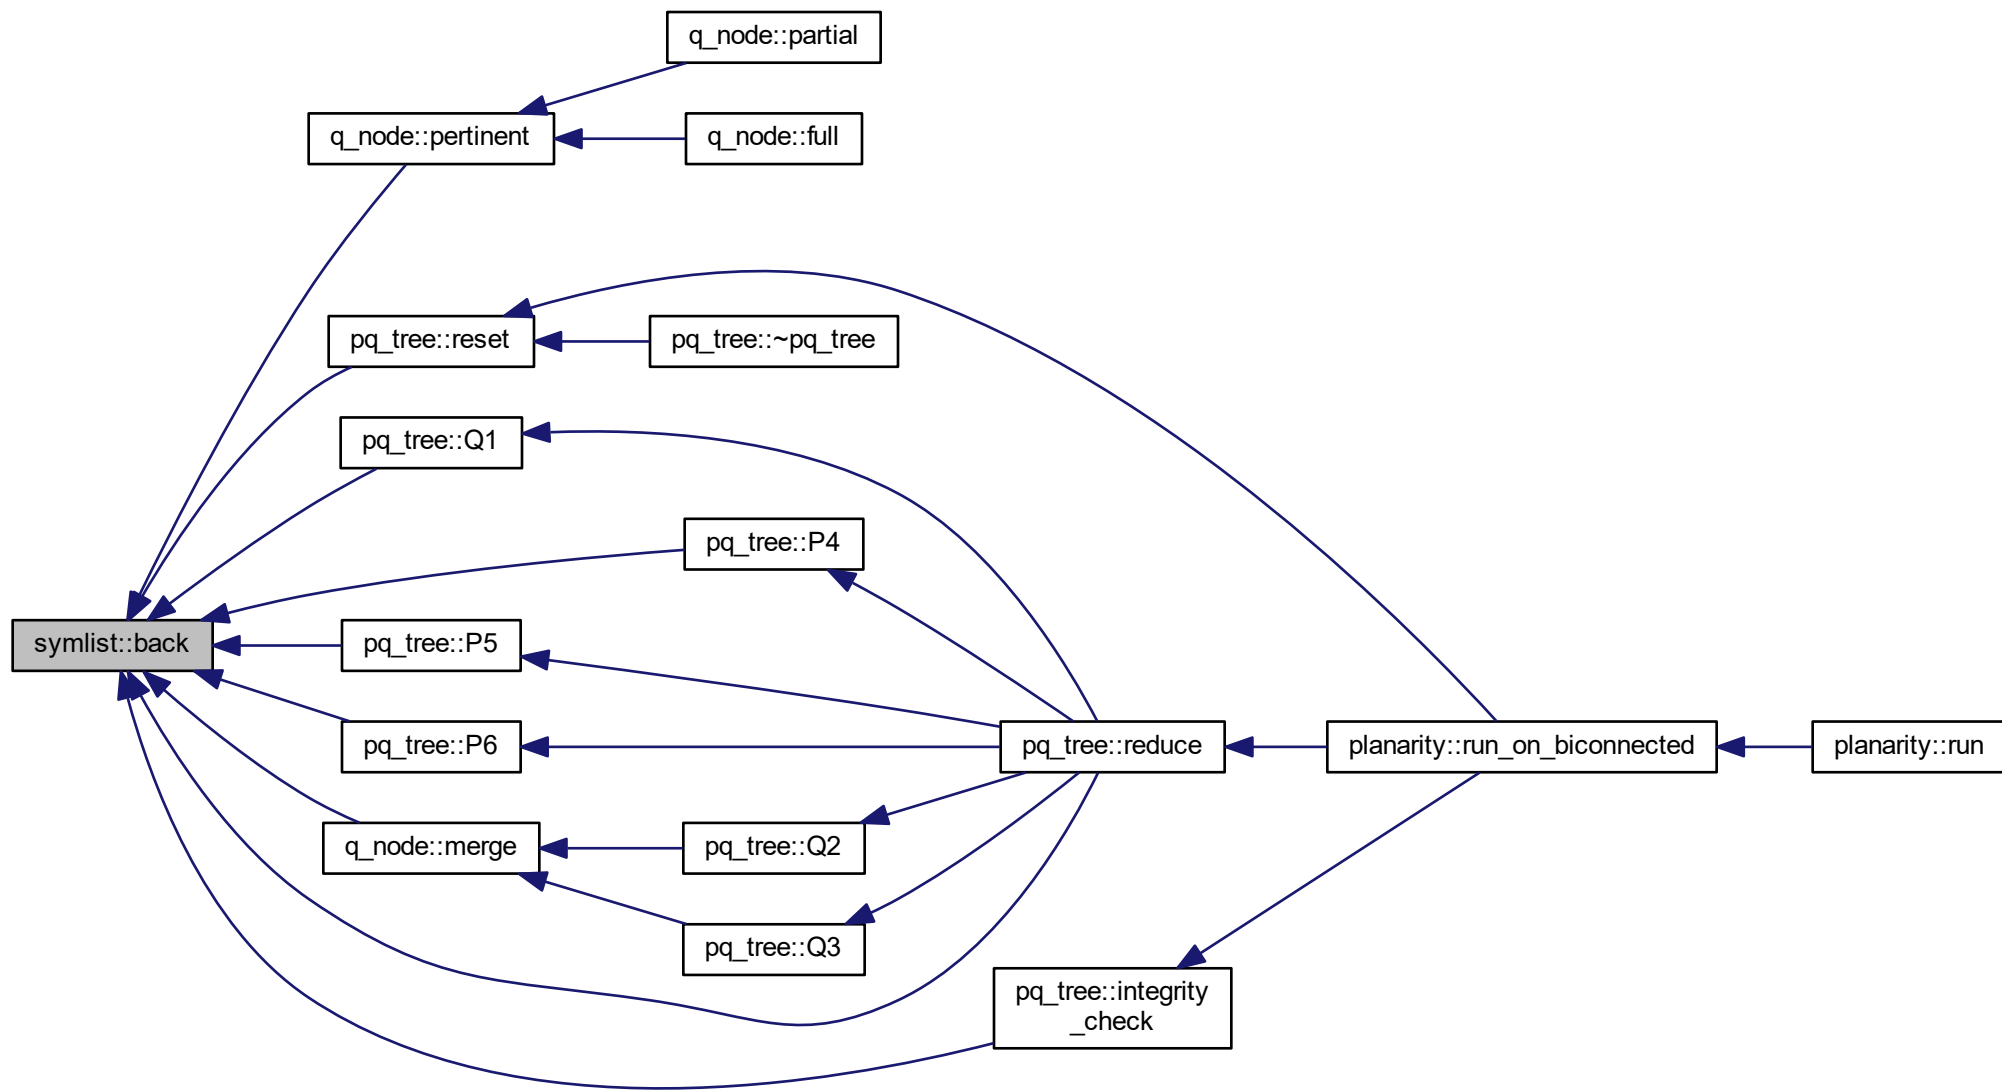 q_node::partial
q_node::pertinent
q_node::full
pq_tree::reset
pq_tree::~pq_tree
pq_tree::Q1
pq_tree::P4
symlist::back
pq_tree::P5
pq_tree::P6
pq_tree::reduce
planarity::run_on_biconnected
planarity::run
q_node::merge
pq_tree::Q2
pq_tree::Q3
pq_tree::integrity
_check